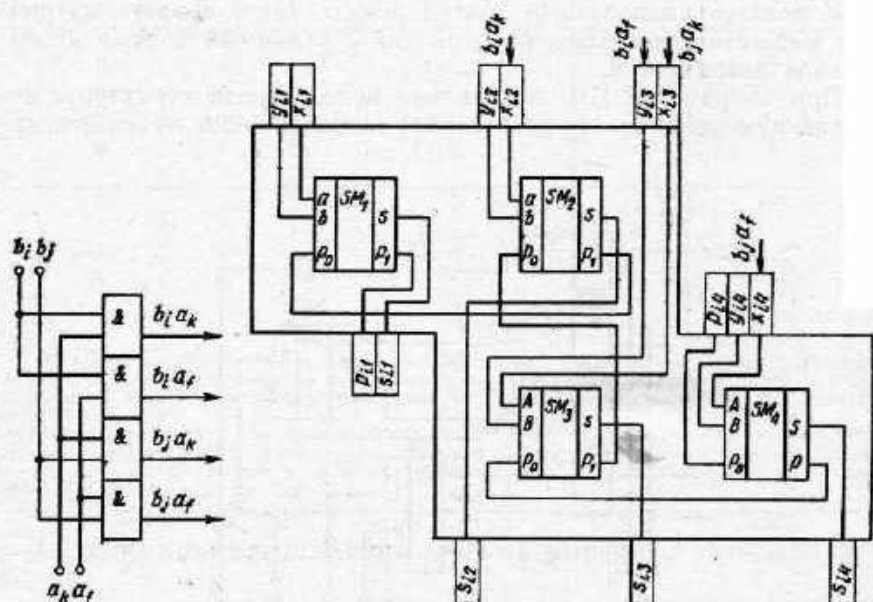 b_i a_k
b_i a_f
b_j a_k
y_i1 x_i1
y_i2 x_i2
y_i3 x_i3
a SM_1 s
b
p_0 p_1
a SM_2 s
b
p_0 p_1
b_j a_f
p_i4 y_i4 x_i4
b_i b_j
& b_i a_k
& b_i a_f
& b_j a_k
& b_j a_f
a_k a_f
p_i1 s_i1
A SM_3 s
B
p_0 p_1
A SM_4 s
B
p_0 p
s_i2
s_i3
s_i4